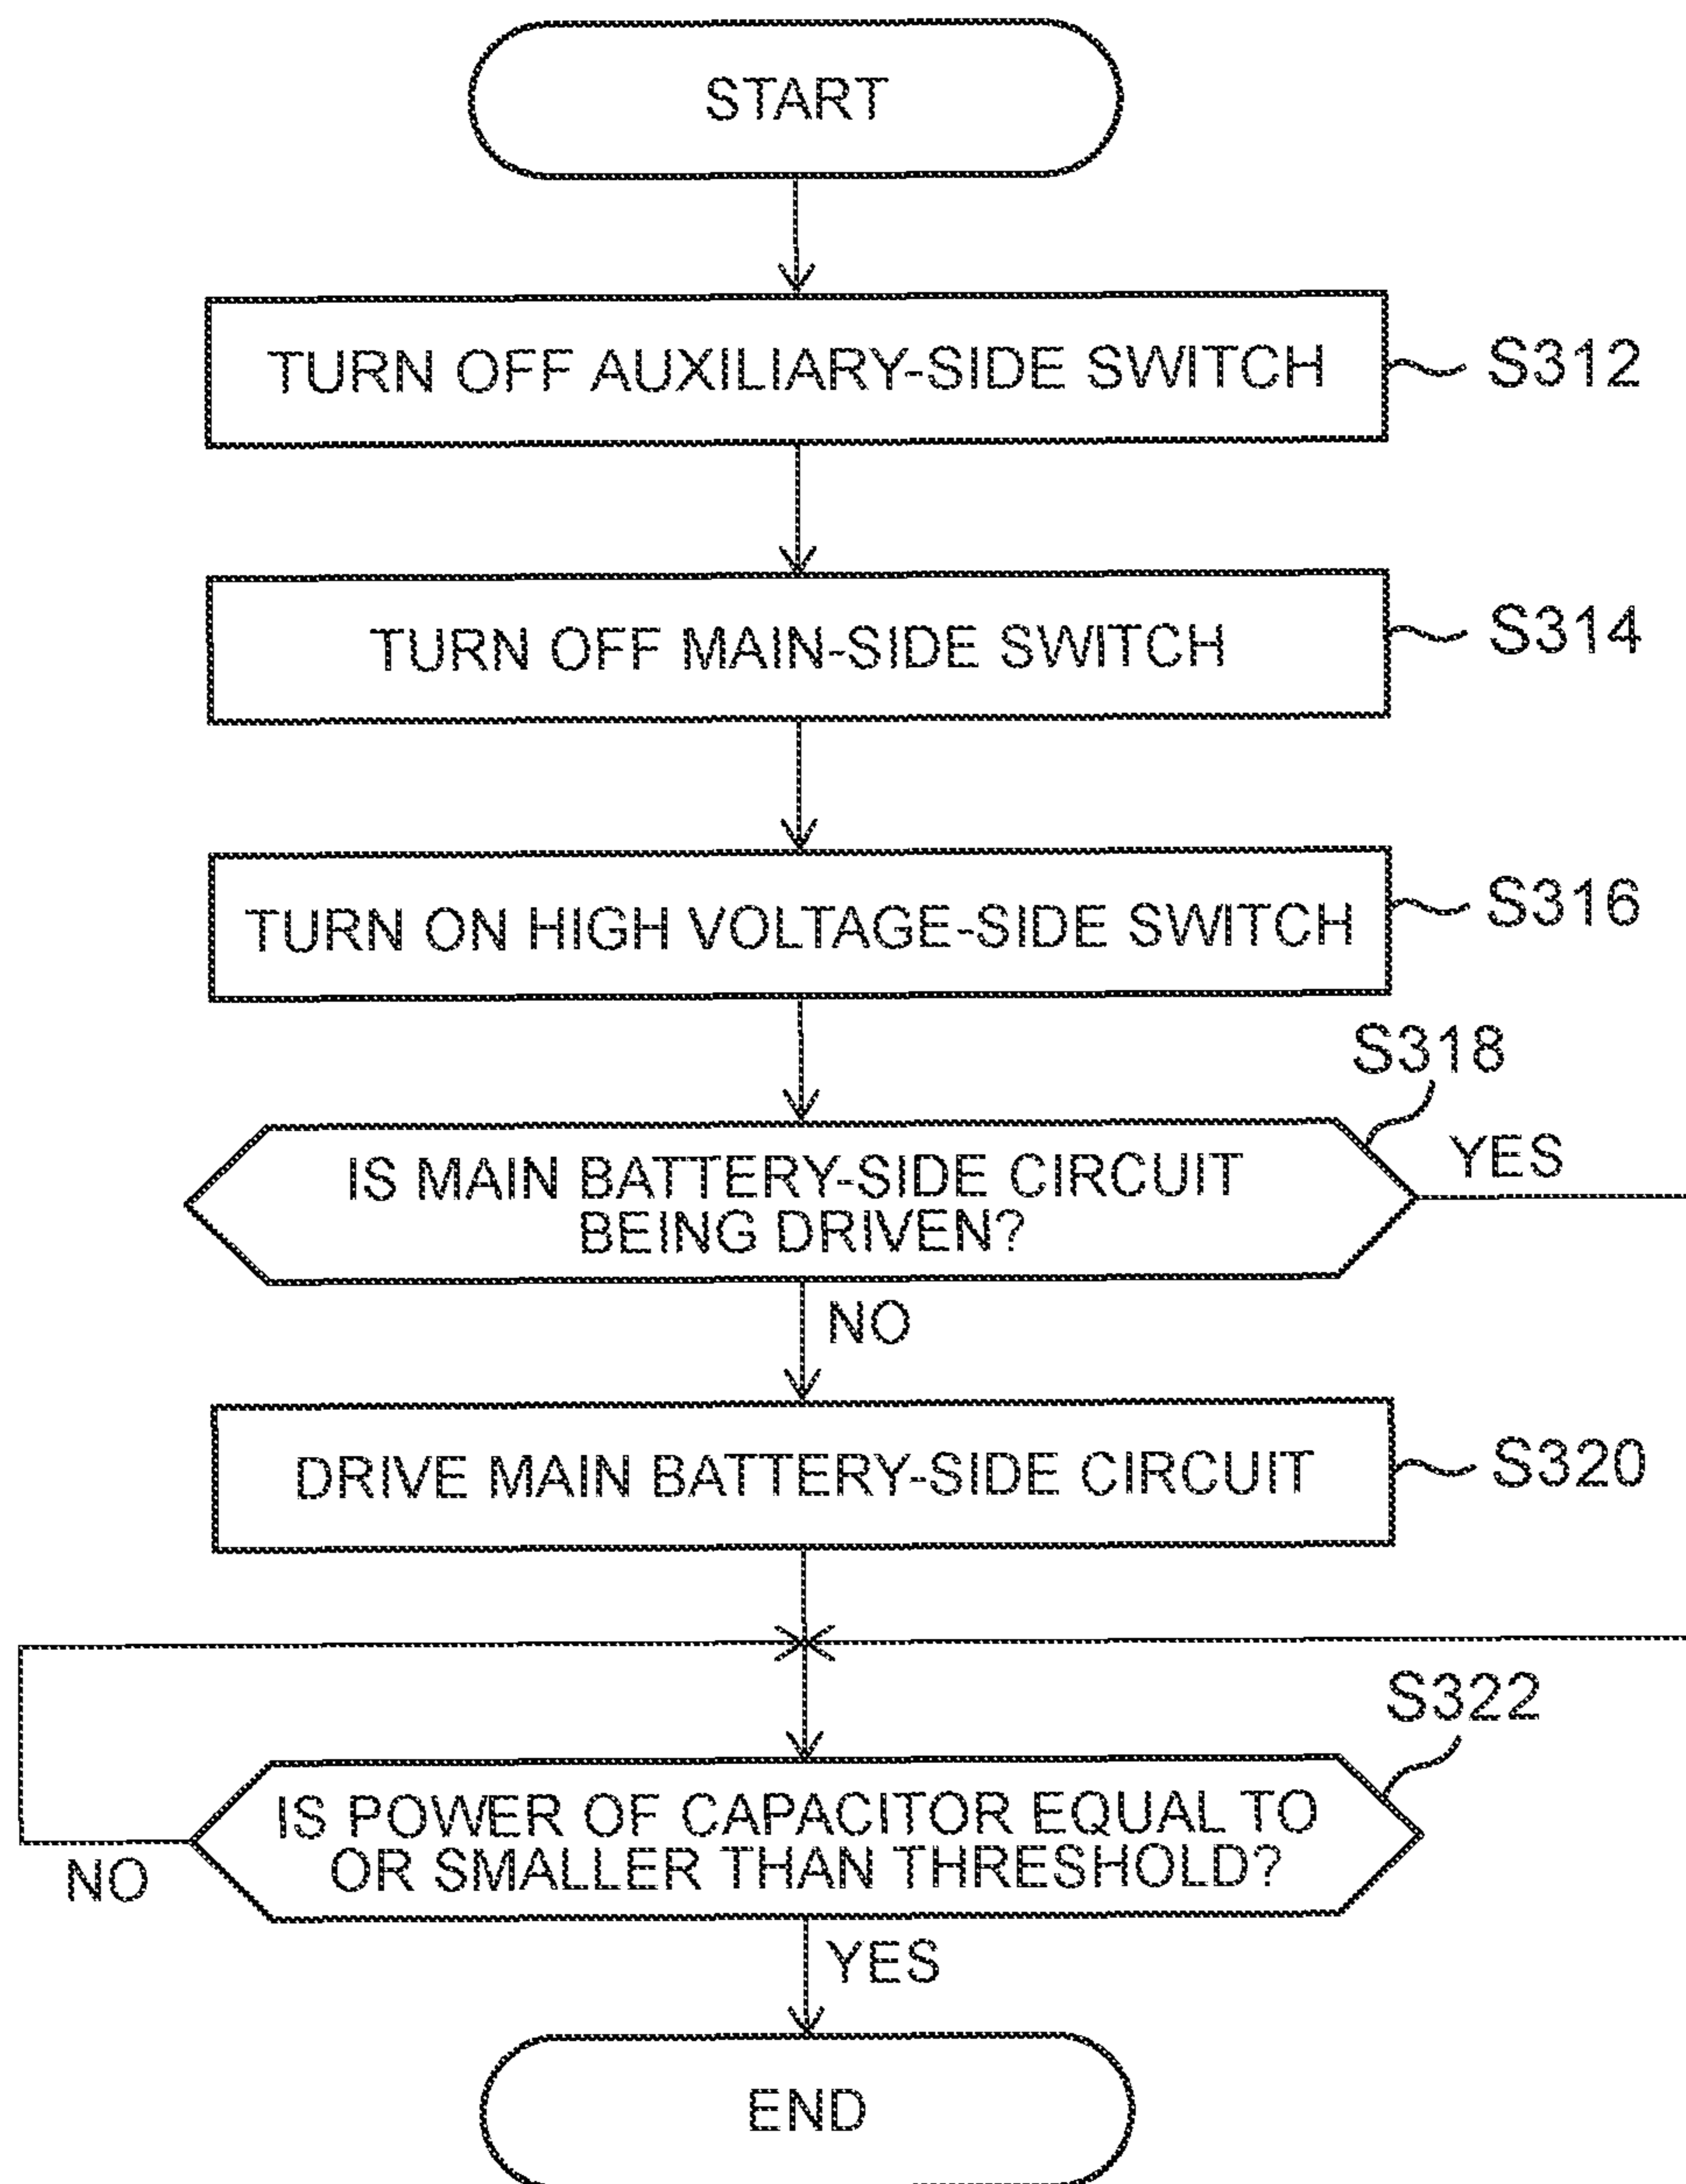 START
TURN OFF AUXILIARY-SIDE SWITCH
S312
TURN OFF MAIN-SIDE SWITCH
S314
TURN ON HIGH VOLTAGE-SIDE SWITCH
S316
S318
IS MAIN BATTERY-SIDE CIRCUIT
BEING DRIVEN?
YES
NO
DRIVE MAIN BATTERY-SIDE CIRCUIT
S320
S322
IS POWER OF CAPACITOR EQUAL TO
OR SMALLER THAN THRESHOLD?
NO
YES
END